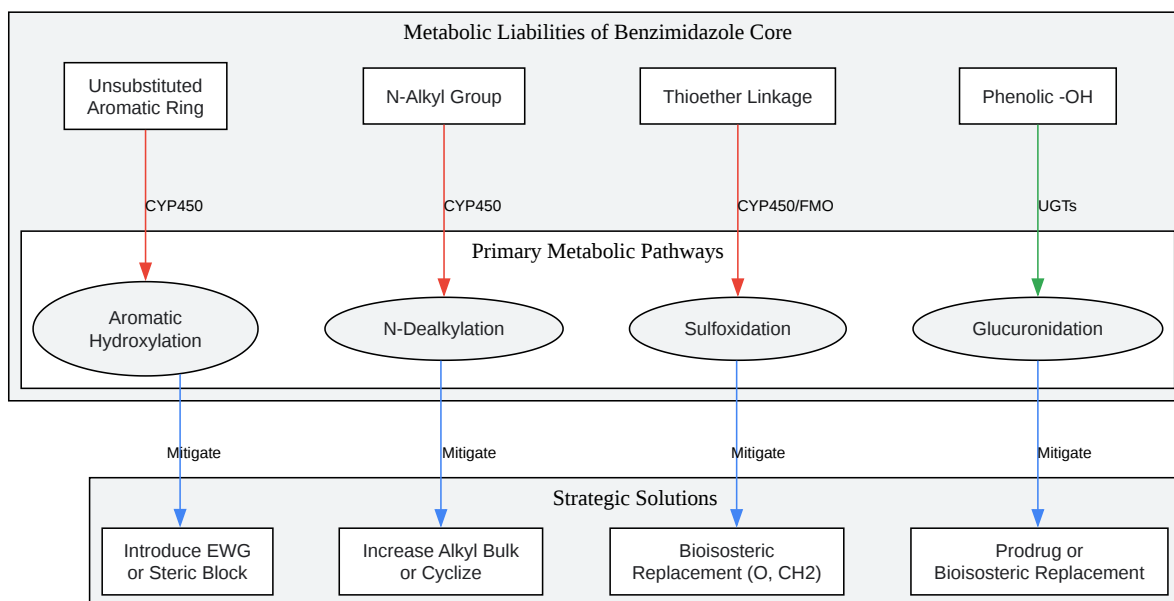 Metabolic Liabilities of Benzimidazole Core
Unsubstituted
Aromatic Ring
N-Alkyl Group
Thioether Linkage
Phenolic -OH
CYP450
CYP450
CYP450/FMO
UGTs
Primary Metabolic Pathways
Aromatic
Hydroxylation
N-Dealkylation
Sulfoxidation
Glucuronidation
Mitigate
Mitigate
Mitigate
Mitigate
Strategic Solutions
Introduce EWG
or Steric Block
Increase Alkyl Bulk
or Cyclize
Bioisosteric
Replacement (O, CH2)
Prodrug or
Bioisosteric Replacement